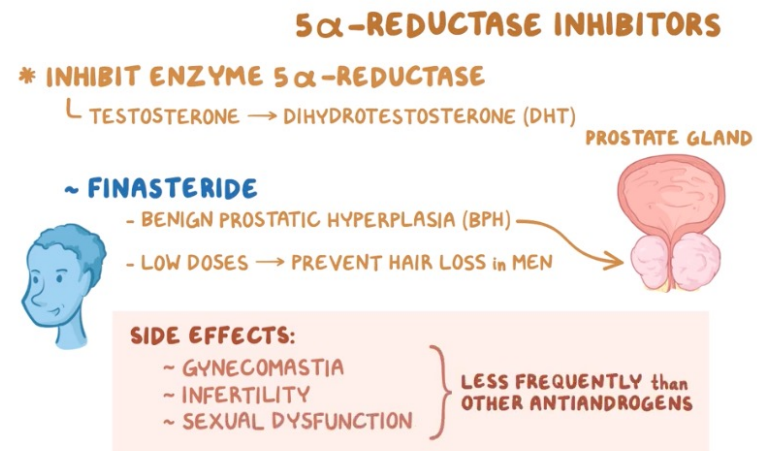 5α-REDUCTASE INHIBITORS
* INHIBIT ENZYME 5α-REDUCTASE
TESTOSTERONE → DIHYDROTESTOSTERONE (DHT)
PROSTATE GLAND
~ FINASTERIDE
- BENIGN PROSTATIC HYPERPLASIA (BPH)
- LOW DOSES → PREVENT HAIR LOSS in MEN
SIDE EFFECTS:
~ GYNECOMASTIA
~ INFERTILITY
~ SEXUAL DYSFUNCTION
LESS FREQUENTLY than
OTHER ANTIANDROGENS